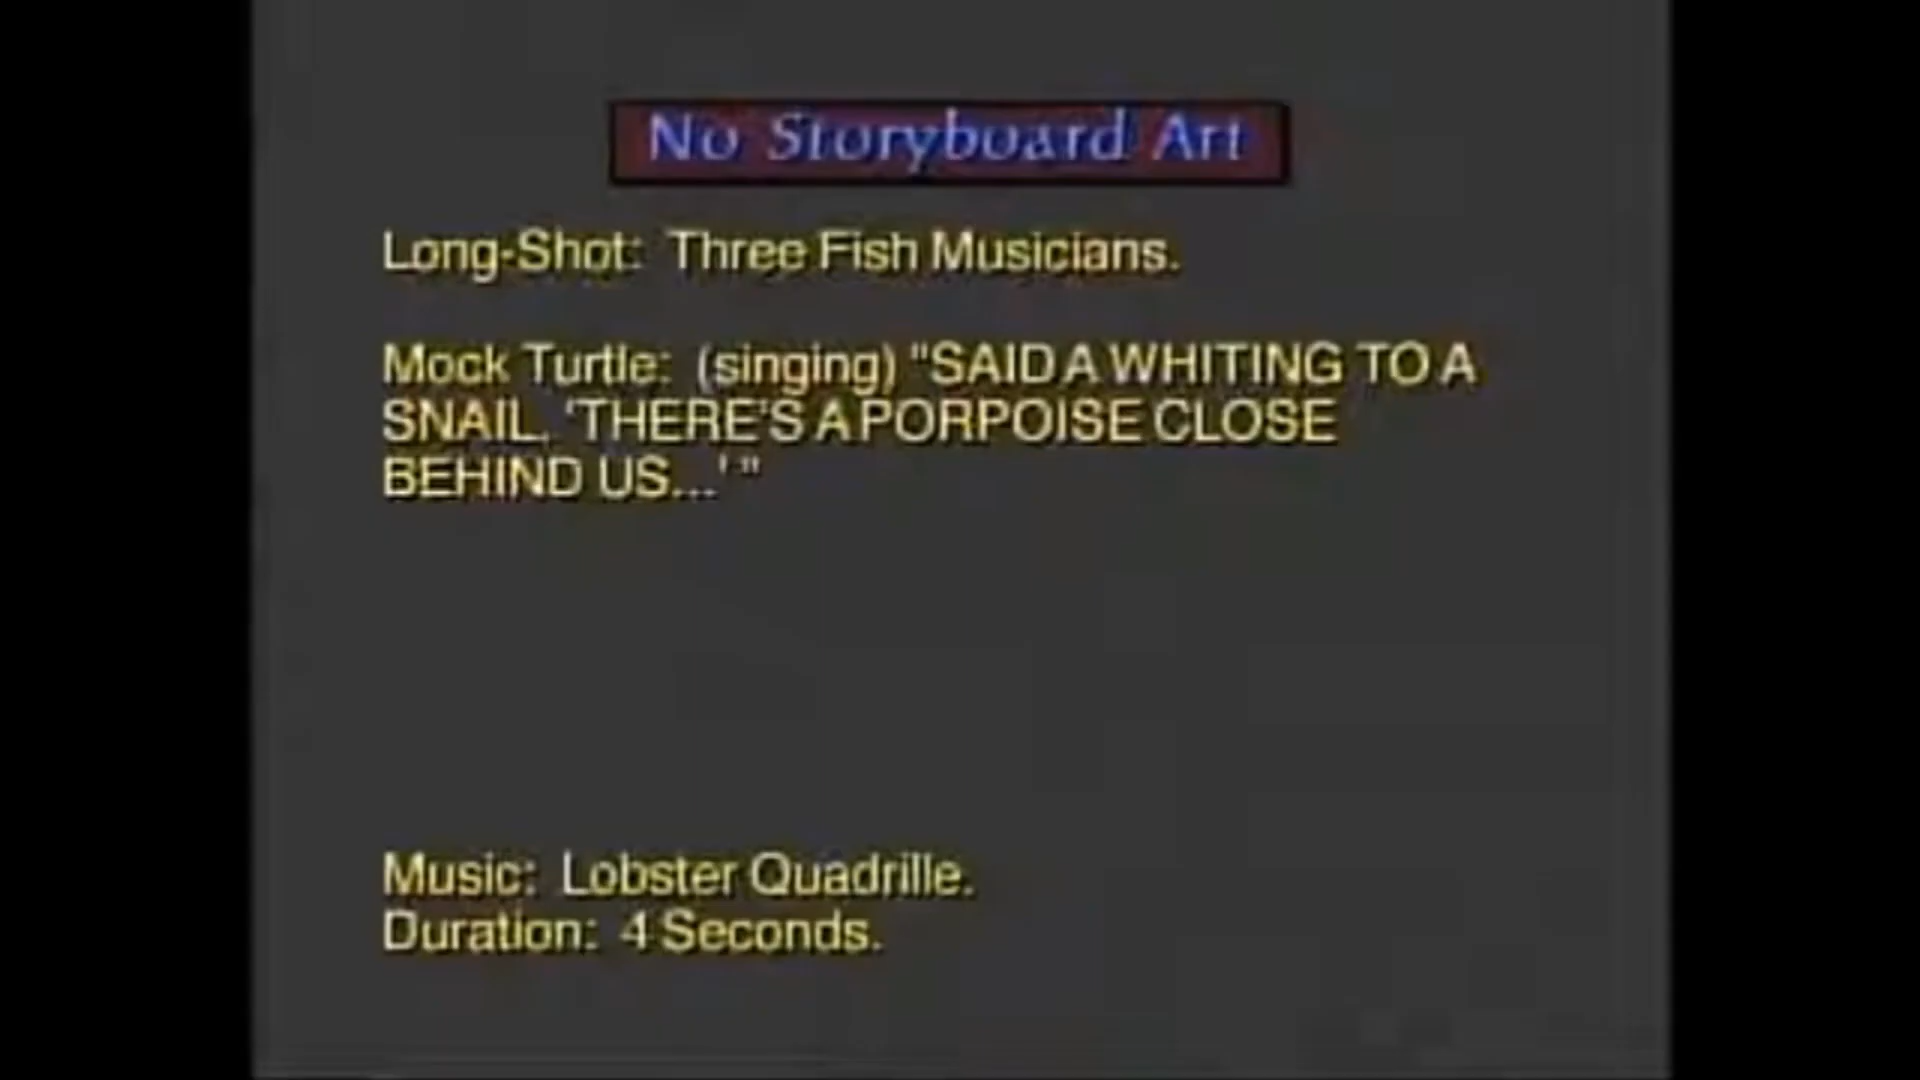 No Storyboard Art
Long-Shot: Three Fish Musicians.
Mock Turtle: (singing) "SAID A WHITING TO A
SNAIL, 'THERE'S A PORPOISE CLOSE
BEHIND US...' "
Music: Lobster Quadrille.
Duration: 4 Seconds.